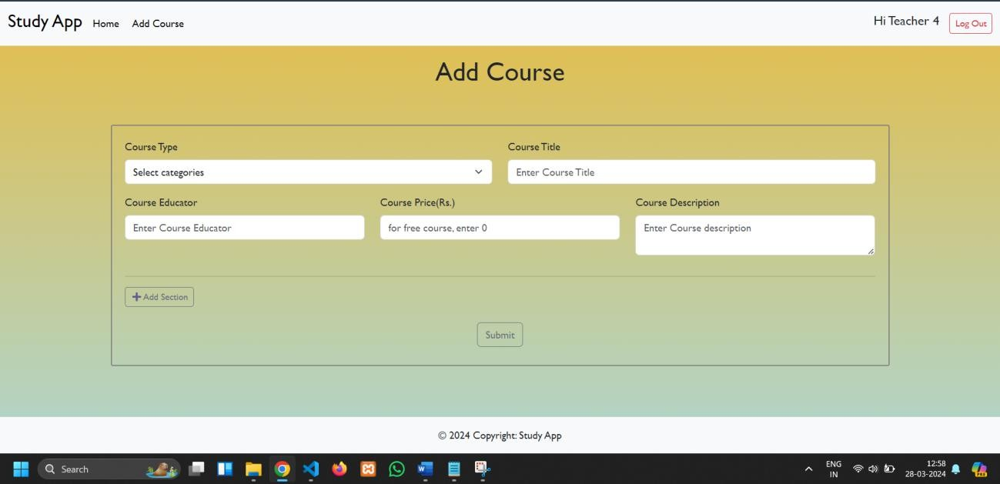 Study App Home Add Course Hi Teacher 4 Log Out
Add Course
Course Type Course Title
Select categories Enter Course Title
Course Educator Course Price(Rs.) Course Description
Enter Course Educator for free course, enter 0 Enter Course description
Add Section
Submit
© 2024 Copyright: Study App
Search ENG 12:58
IN 28-03-2024